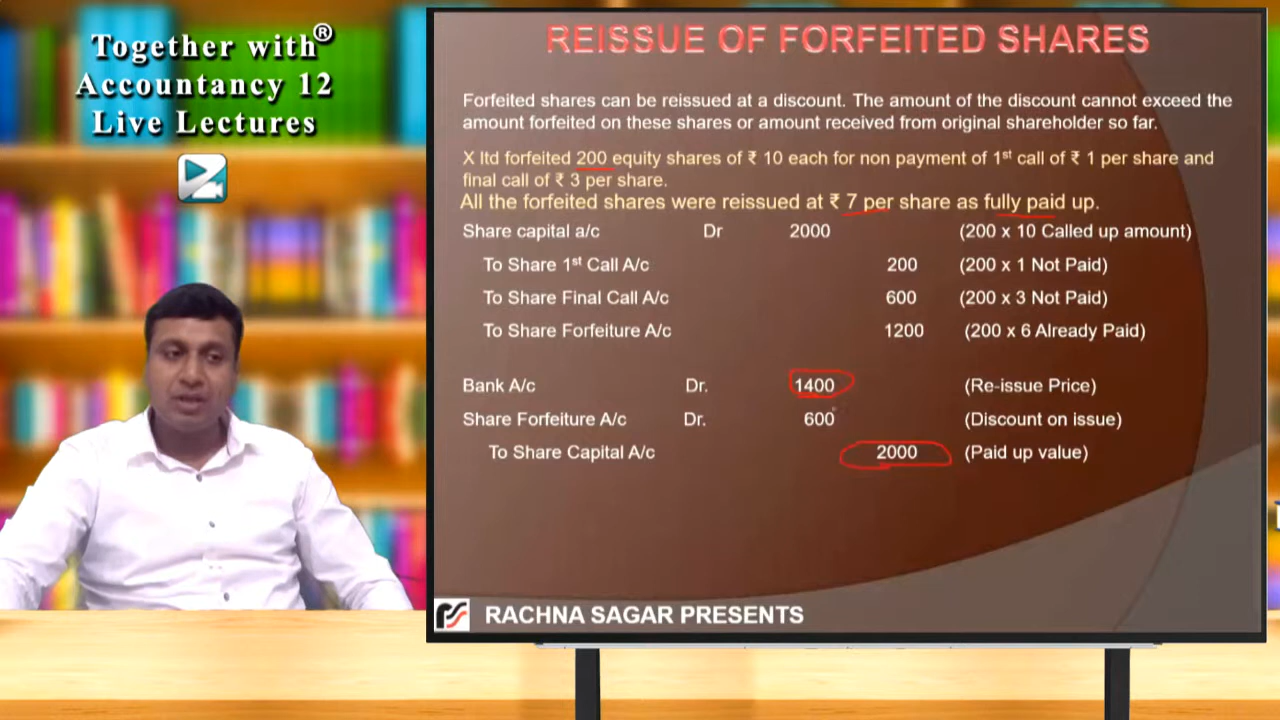 Together with®
Accountancy 12
Live Lectures
REISSUE OF FORFEITED SHARES
Forfeited shares can be reissued at a discount. The amount of the discount cannot exceed the
amount forfeited on these shares or amount received from original shareholder so far.
X ltd forfeited 200 equity shares of ₹ 10 each for non payment of 1st call of ₹ 1 per share and
final call of ₹ 3 per share.
All the forfeited shares were reissued at ₹ 7 per share as fully paid up.
Share capital a/c Dr 2000 (200 x 10 Called up amount)
To Share 1st Call A/c 200 (200 x 1 Not Paid)
To Share Final Call A/c 600 (200 x 3 Not Paid)
To Share Forfeiture A/c 1200 (200 x 6 Already Paid)
Bank A/c Dr. 1400 (Re-issue Price)
Share Forfeiture A/c Dr. 600 (Discount on issue)
To Share Capital A/c 2000 (Paid up value)
RACHNA SAGAR PRESENTS